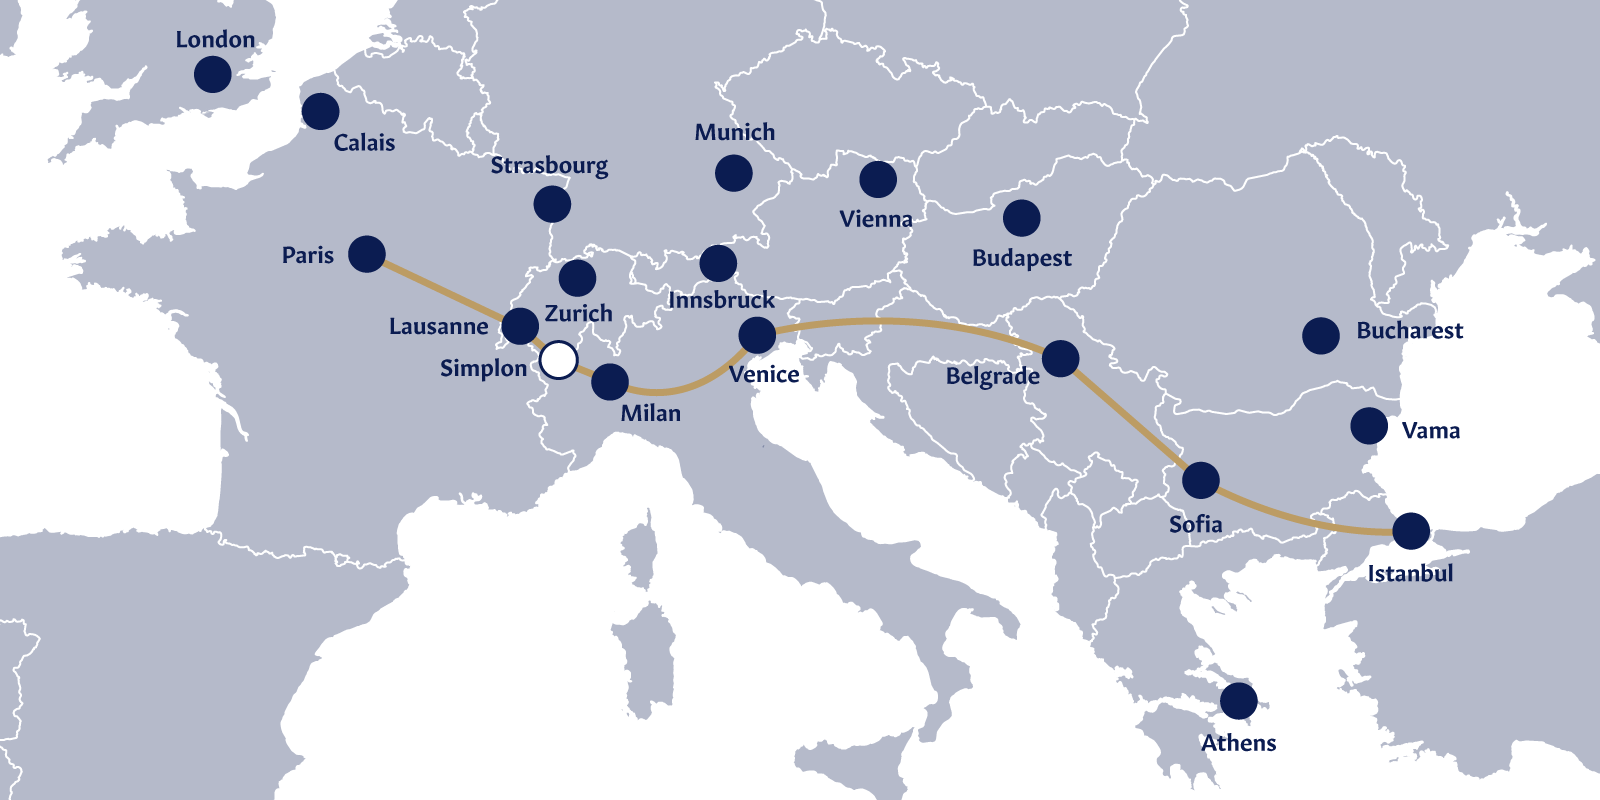 London
Calais
Munich
Strasbourg
Vienna
Paris
Budapest
Innsbruck
Zurich
Lausanne
Bucharest
Simplon
Venice
Belgrade
Milan
Vama
Sofia
Istanbul
Athens